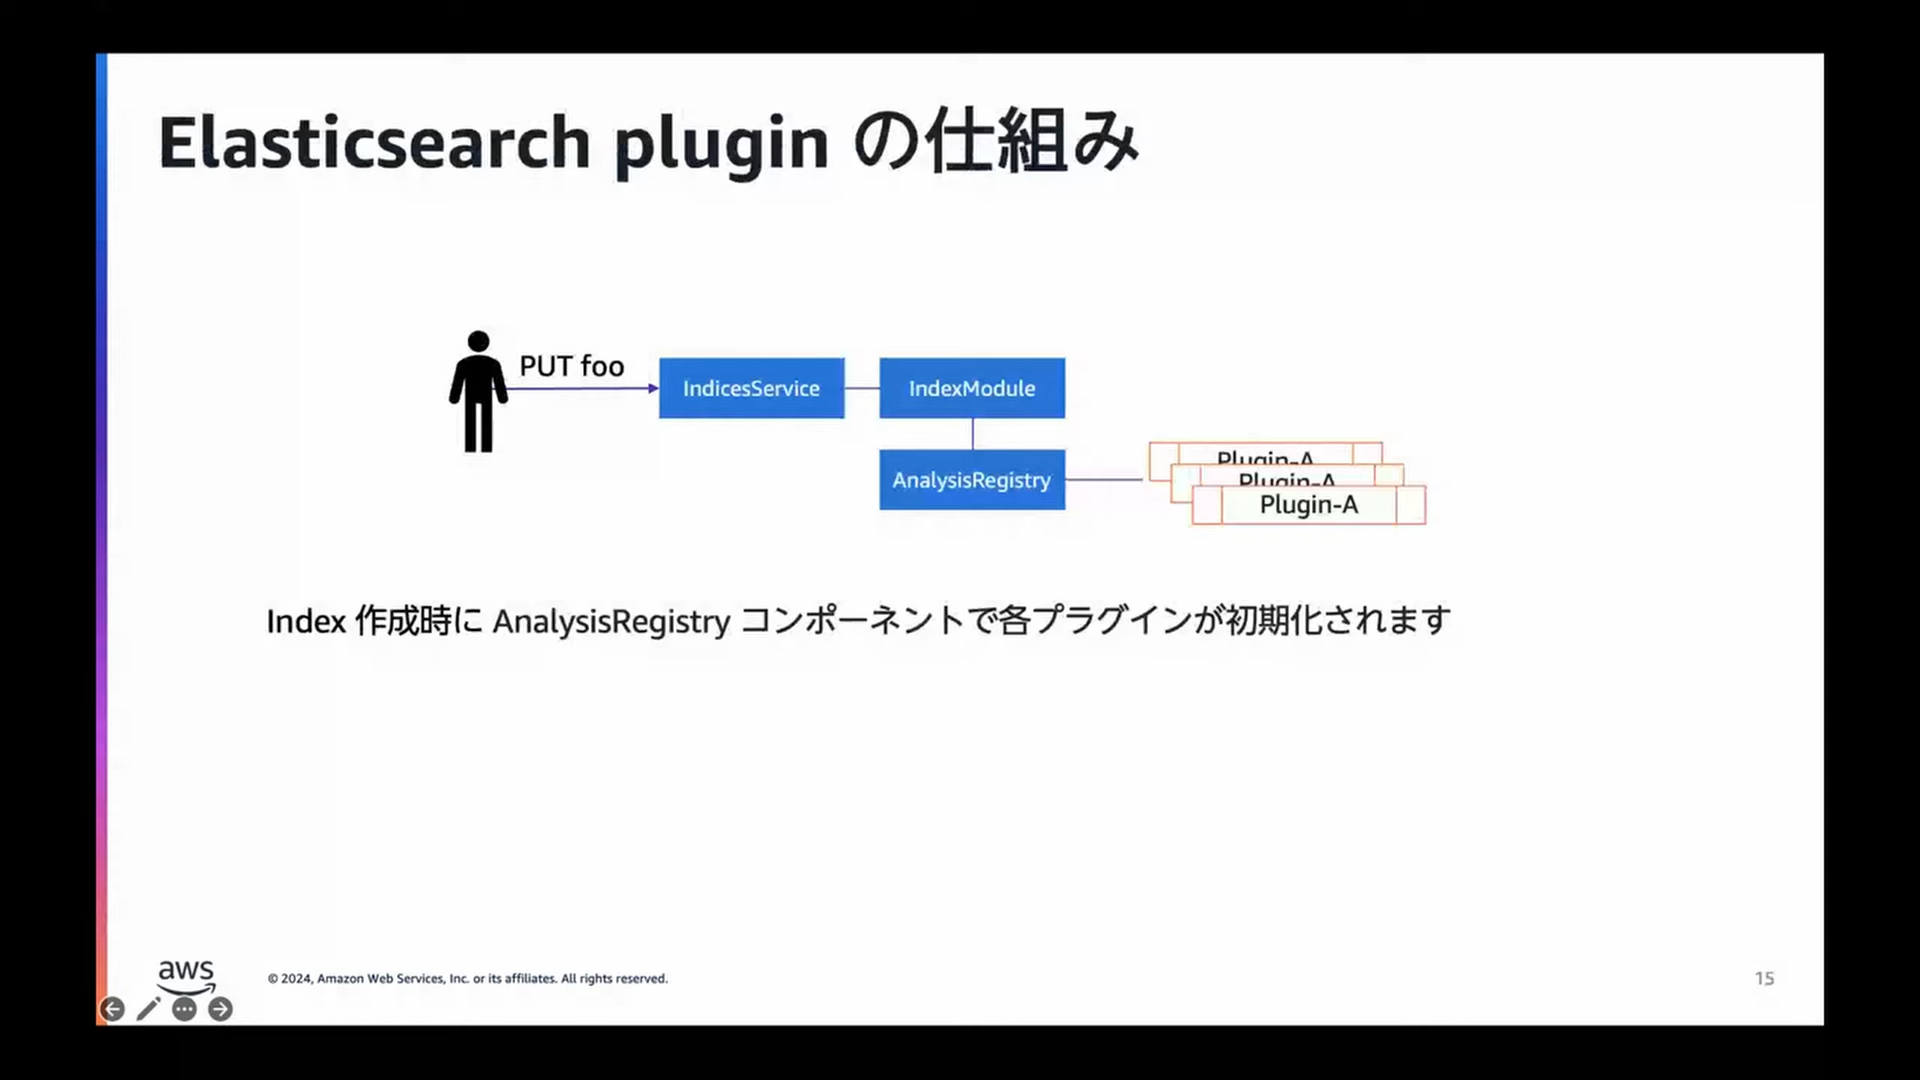 Elasticsearch plugin の仕組み
PUT foo
IndicesService
IndexModule
AnalysisRegistry
Plugin-A
Plugin-A
Plugin-A
Index 作成時に AnalysisRegistry コンポーネントで各プラグインが初期化されます
aws
© 2024, Amazon Web Services, Inc. or its affiliates. All rights reserved.
15